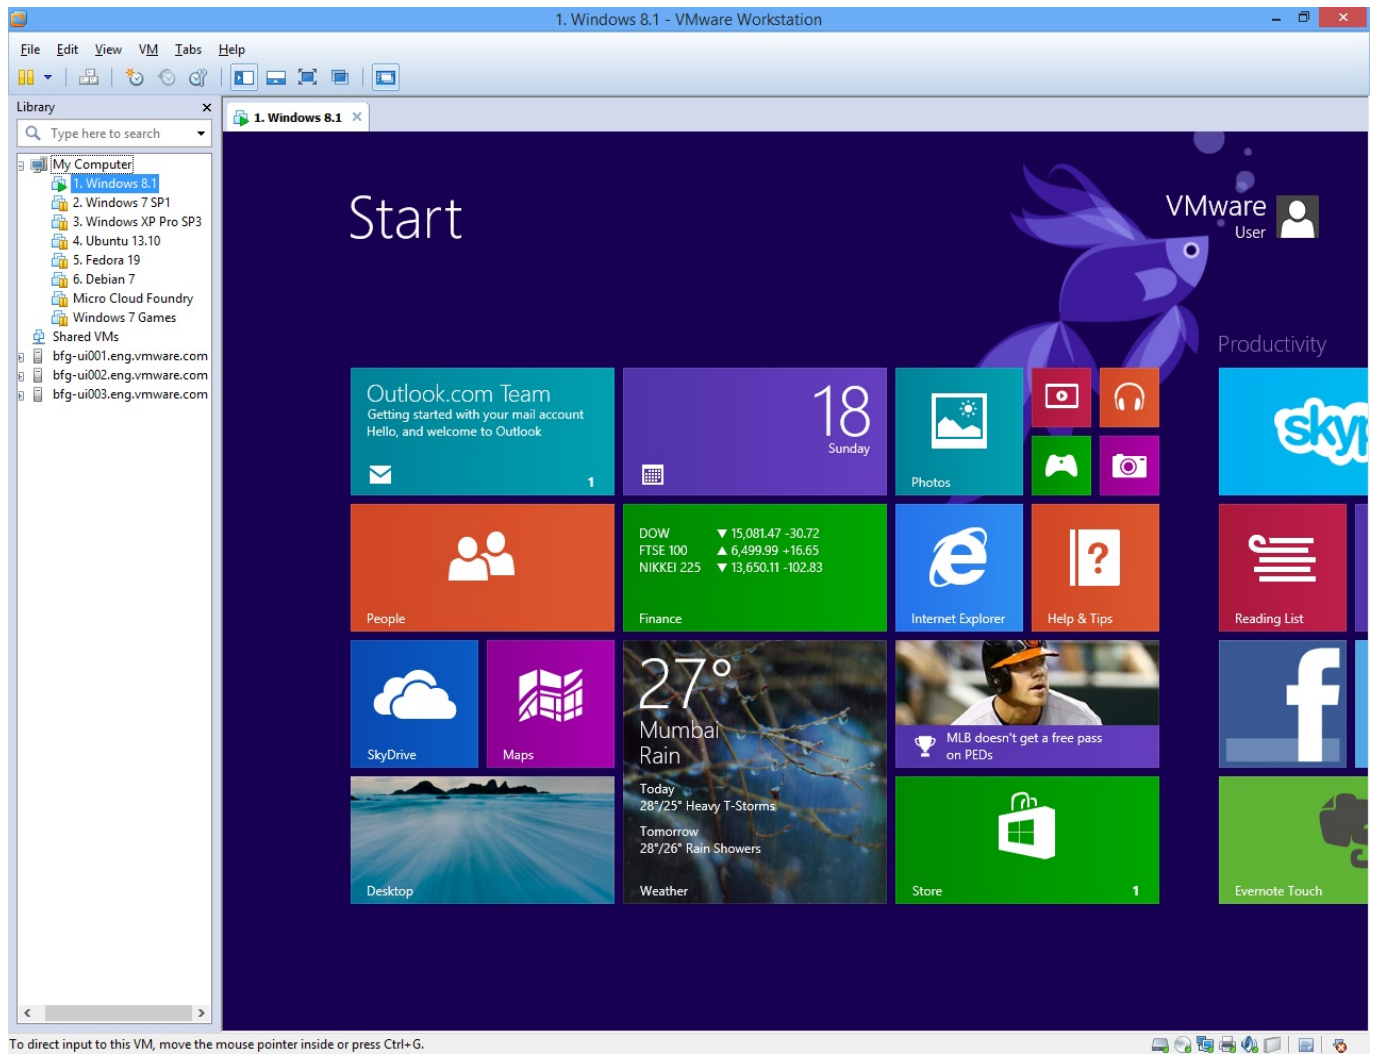 1. Windows 8.1 - VMware Workstation
File Edit View VM Tabs Help
Library
Type here to search
My Computer
1. Windows 8.1
2. Windows 7 SP1
3. Windows XP Pro SP3
4. Ubuntu 13.10
5. Fedora 19
6. Debian 7
Micro Cloud Foundry
Windows 7 Games
Shared VMs
bfg-ui001.eng.vmware.com
bfg-ui002.eng.vmware.com
bfg-ui003.eng.vmware.com
1. Windows 8.1
Start
VMware
User
Outlook.com Team
Getting started with your mail account
Hello, and welcome to Outlook
1
18
Sunday
Photos
People
DOW ▼ 15,081.47 -30.72
FTSE 100 ▲ 6,499.99 +16.65
NIKKEI 225 ▼ 13,650.11 -102.83
Finance
Internet Explorer
Help & Tips
SkyDrive
Maps
27°
Mumbai
Rain
Today
28°/25° Heavy T-Storms
Tomorrow
28°/26° Rain Showers
Weather
MLB doesn't get a free pass
on PEDs
Desktop
Store
1
Productivity
skyp
Reading List
Evernote Touch
To direct input to this VM, move the mouse pointer inside or press Ctrl+G.